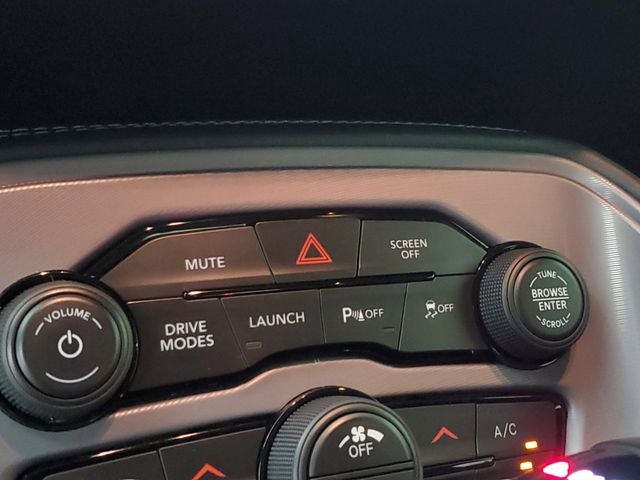 MUTE
SCREEN
OFF
TUNE
BROWSE
ENTER
SCROLL
VOLUME
DRIVE
MODES
LAUNCH
P OFF
OFF
OFF
A/C